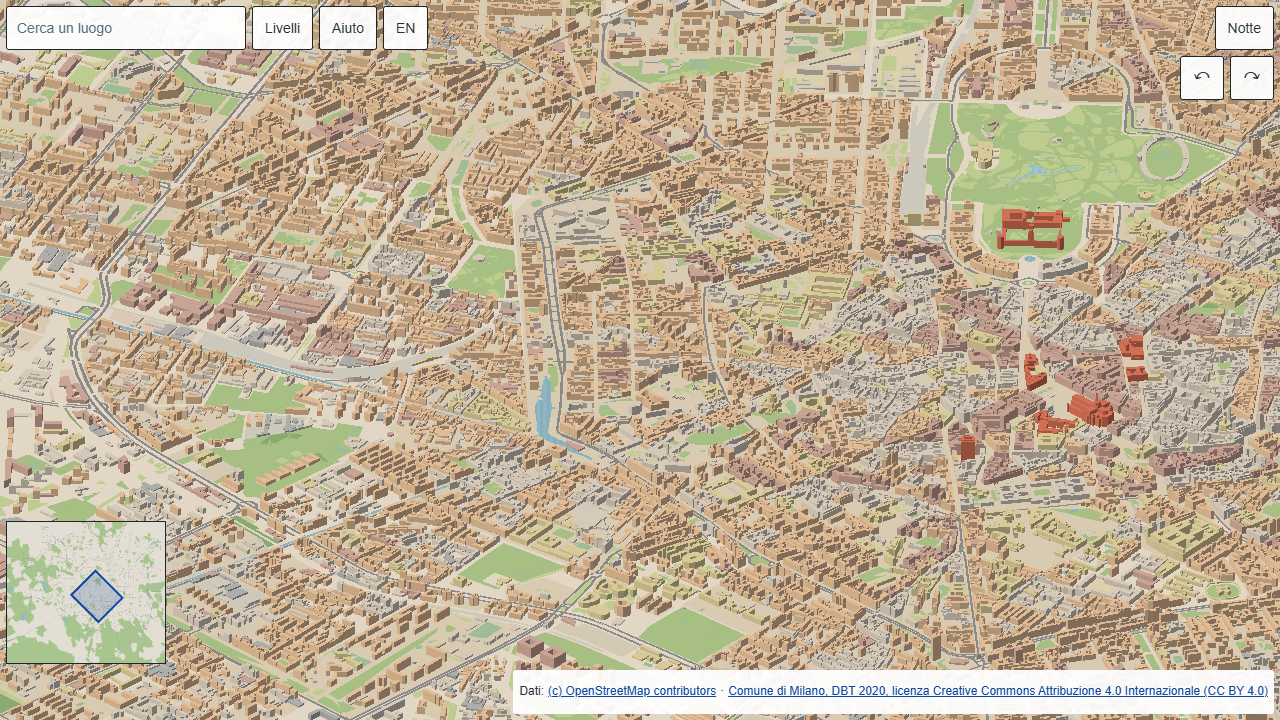 Cerca un luogo
Livelli
Aiuto
EN
Notte
Dati: (c) OpenStreetMap contributors · Comune di Milano, DBT 2020, licenza Creative Commons Attribuzione 4.0 Internazionale (CC BY 4.0)